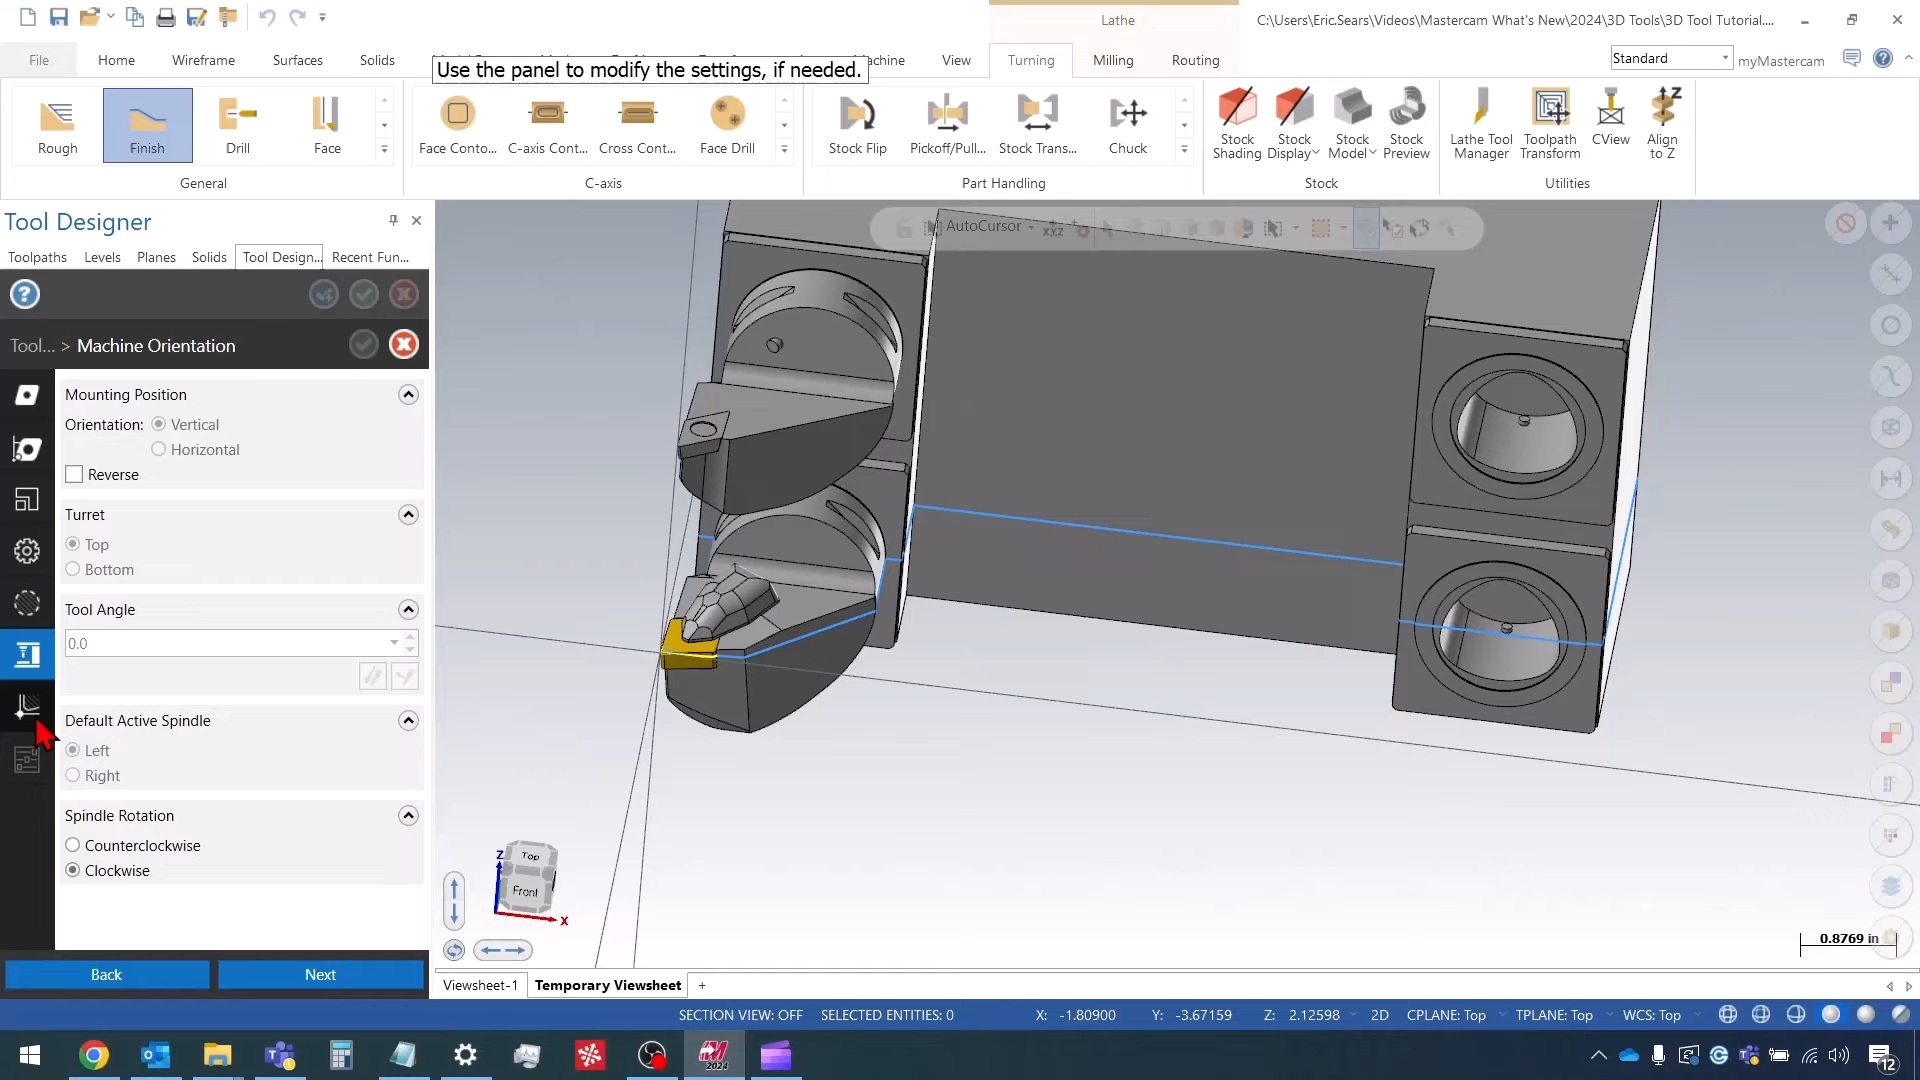 Lathe
C:\Users\Eric.Sears\Videos\Mastercam What's New\2024\3D Tools\3D Tool Tutorial....
File
Home
Wireframe
Surfaces
Solids
Use the panel to modify the settings, if needed.
View
Turning
Milling
Routing
Standard
myMastercam
Rough
Finish
Drill
Face
Face Conto...
C-axis Cont...
Cross Cont...
Face Drill
Stock Flip
Pickoff/Pull...
Stock Trans...
Chuck
Stock Shading
Stock Display
Stock Model
Stock Preview
Lathe Tool Manager
Toolpath Transform
CView
Align to Z
General
C-axis
Part Handling
Stock
Utilities
Tool Designer
Toolpaths
Levels
Planes
Solids
Tool Design...
Recent Fun...
AutoCursor
Tool... > Machine Orientation
Mounting Position
Orientation:
Vertical
Horizontal
Reverse
Turret
Top
Bottom
Tool Angle
0.0
Default Active Spindle
Left
Right
Spindle Rotation
Counterclockwise
Clockwise
Back
Next
Z
Top
Front
X
0.8769 in
Viewsheet-1
Temporary Viewsheet
+
SECTION VIEW: OFF
SELECTED ENTITIES: 0
X: -1.80900
Y: -3.67159
Z: 2.12598
2D
CPLANE: Top
TPLANE: Top
WCS: Top
2024
12